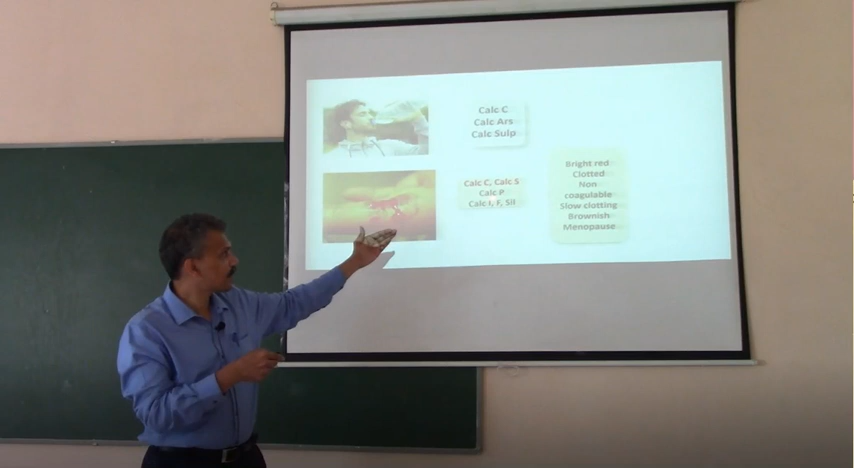 Calc C
Calc Ars
Calc Sulp
Calc C, Calc S
Calc P
Calc I, F, Sil
Bright red
Clotted
Non
coagulable
Slow clotting
Brownish
Menopause